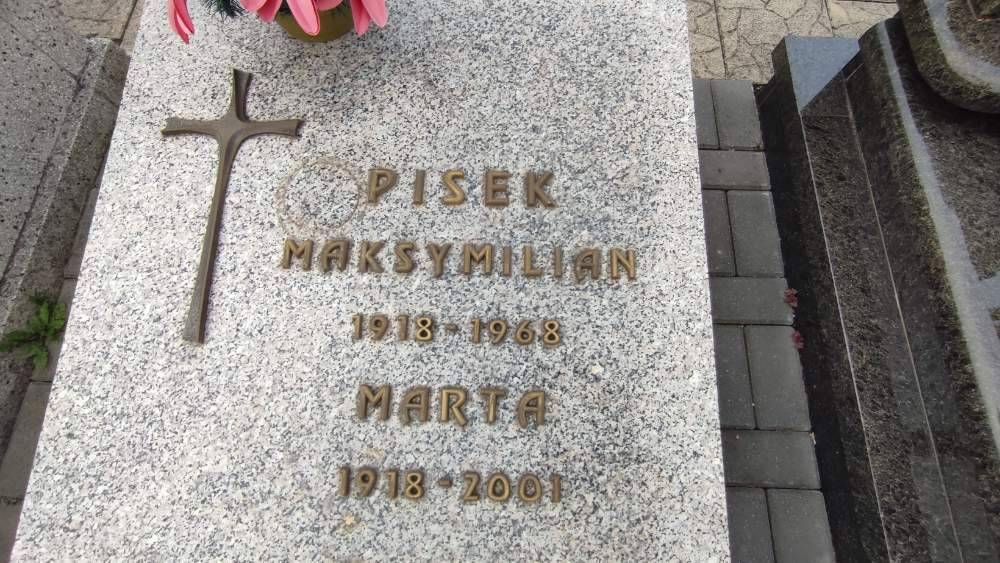 PISEK
MAKSYMILIAN
1918-1968
MARTA
1918-2001